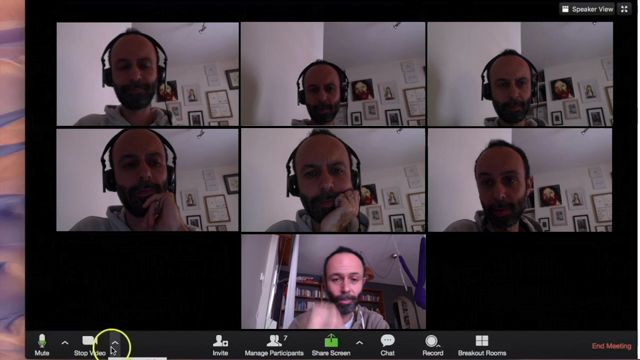 Speaker View
Mute
Stop Video
Invite
7
Manage Participants
Share Screen
Chat
Record
Breakout Rooms
End Meeting